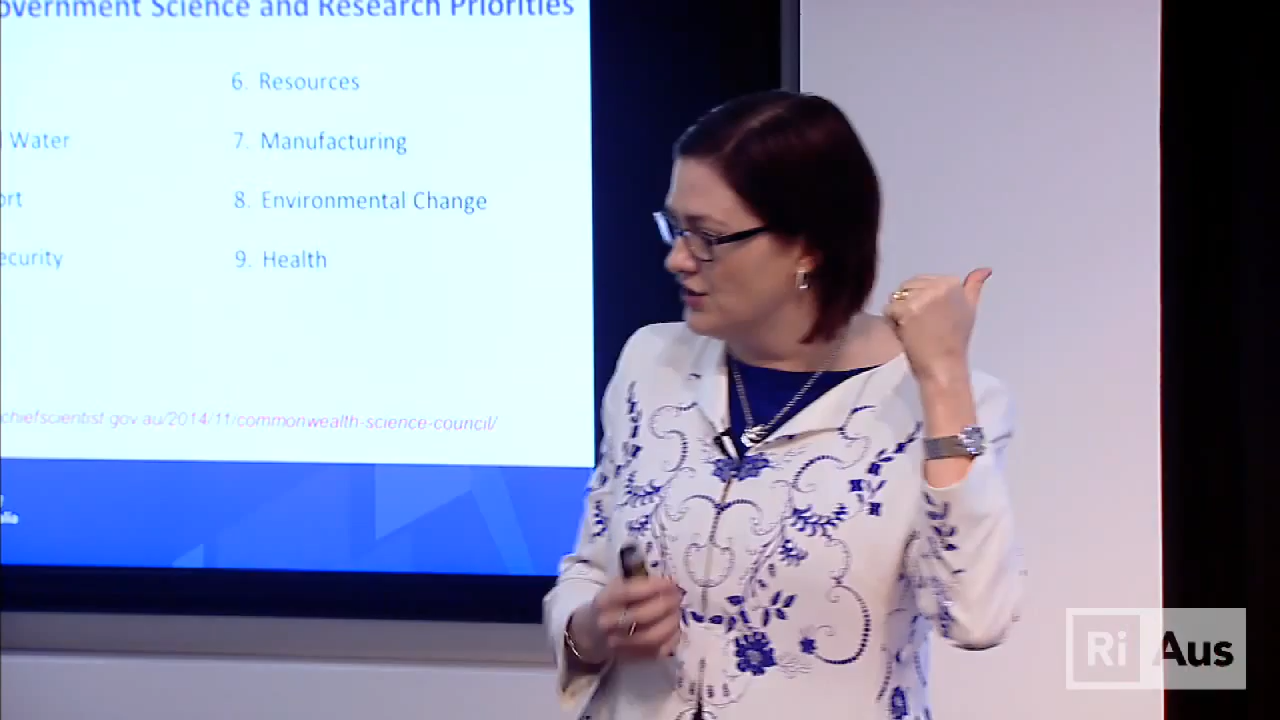 overnment Science and Research Priorities
6. Resources
Water
7. Manufacturing
ort
8. Environmental Change
ecurity
9. Health
chiefscientist.gov.au/2014/11/commonwealth-science-council/
Ri Aus